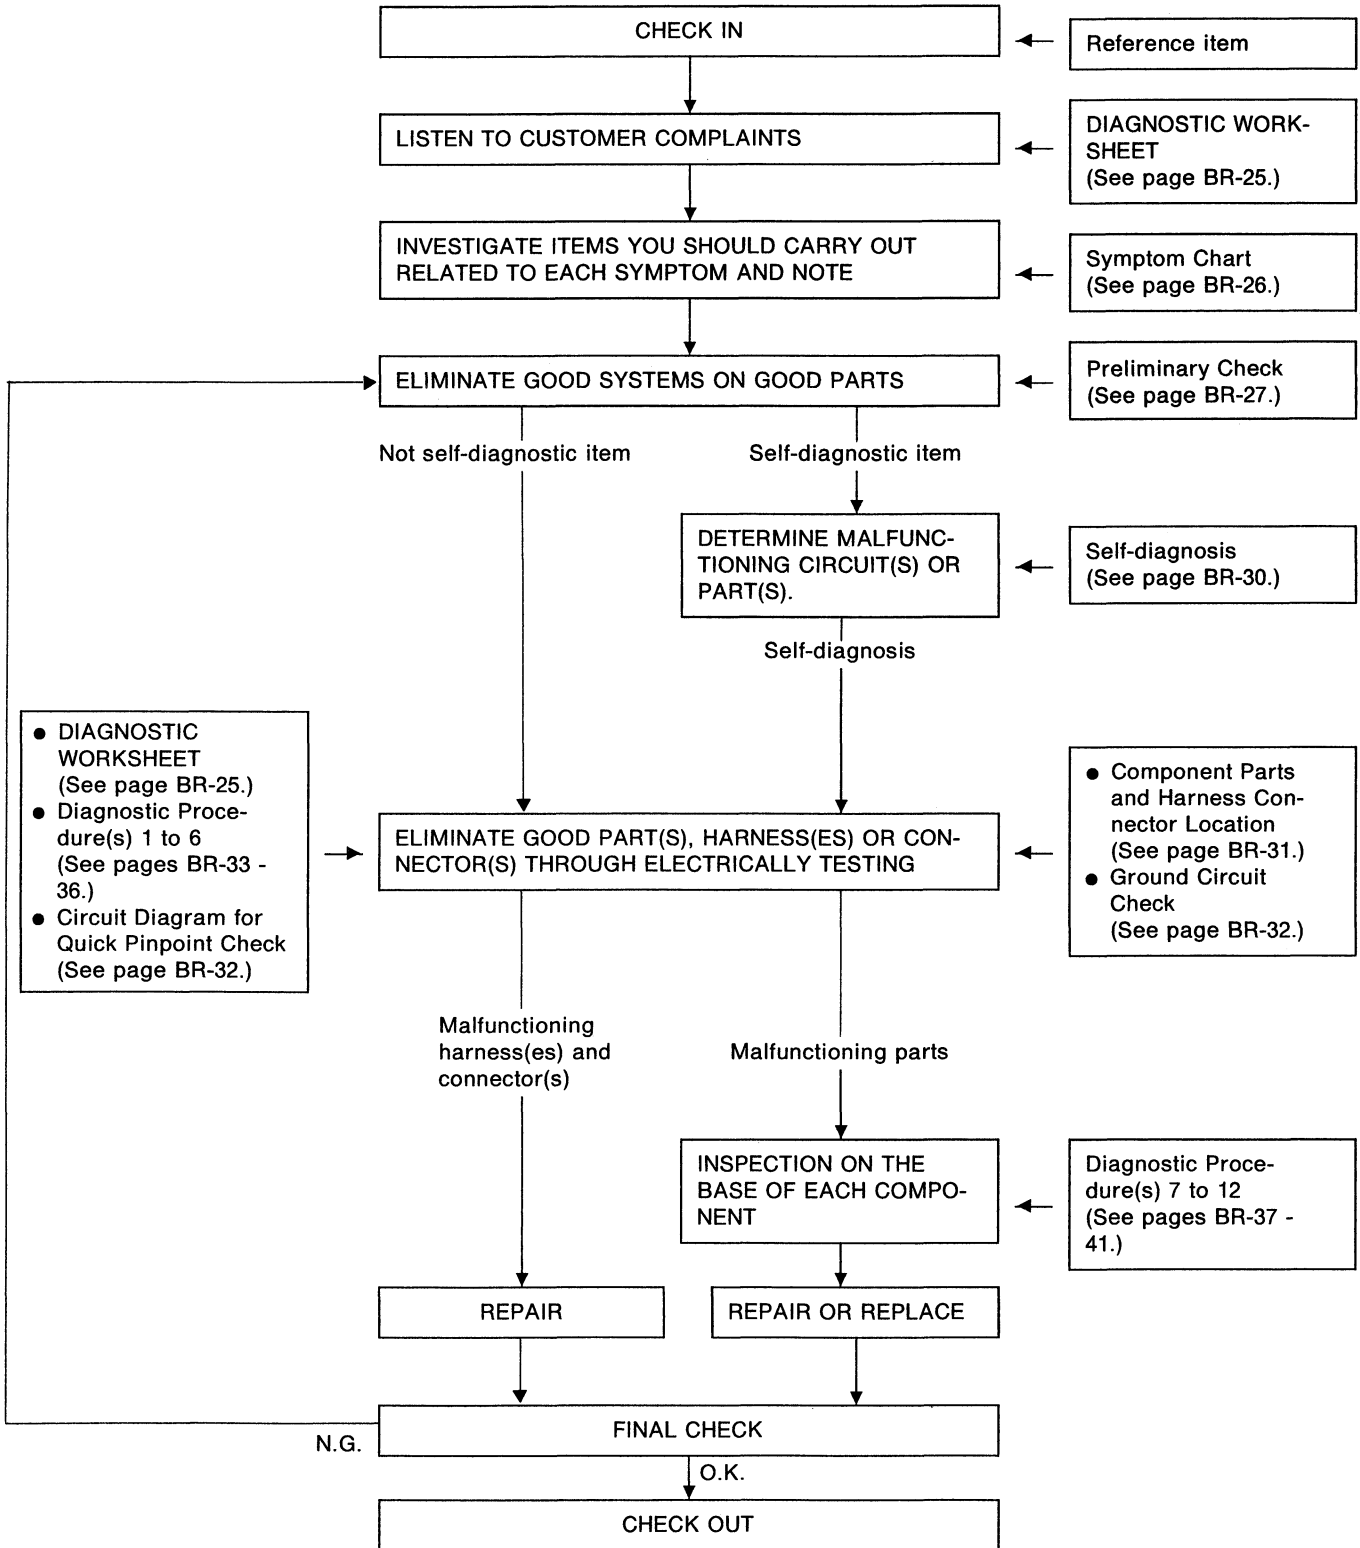 CHECK IN
Reference item
LISTEN TO CUSTOMER COMPLAINTS
DIAGNOSTIC WORK-
SHEET
(See page BR-25.)
INVESTIGATE ITEMS YOU SHOULD CARRY OUT
RELATED TO EACH SYMPTOM AND NOTE
Symptom Chart
(See page BR-26.)
ELIMINATE GOOD SYSTEMS ON GOOD PARTS
Preliminary Check
(See page BR-27.)
Not self-diagnostic item
Self-diagnostic item
DETERMINE MALFUNC-
TIONING CIRCUIT(S) OR
PART(S).
Self-diagnosis
(See page BR-30.)
Self-diagnosis
● DIAGNOSTIC
WORKSHEET
(See page BR-25.)
● Diagnostic Proce-
dure(s) 1 to 6
(See pages BR-33 -
36.)
● Circuit Diagram for
Quick Pinpoint Check
(See page BR-32.)
ELIMINATE GOOD PART(S), HARNESS(ES) OR CON-
NECTOR(S) THROUGH ELECTRICALLY TESTING
● Component Parts
and Harness Con-
nector Location
(See page BR-31.)
● Ground Circuit
Check
(See page BR-32.)
Malfunctioning
harness(es) and
connector(s)
Malfunctioning parts
INSPECTION ON THE
BASE OF EACH COMPO-
NENT
Diagnostic Proce-
dure(s) 7 to 12
(See pages BR-37 -
41.)
REPAIR
REPAIR OR REPLACE
FINAL CHECK
N.G.
O.K.
CHECK OUT